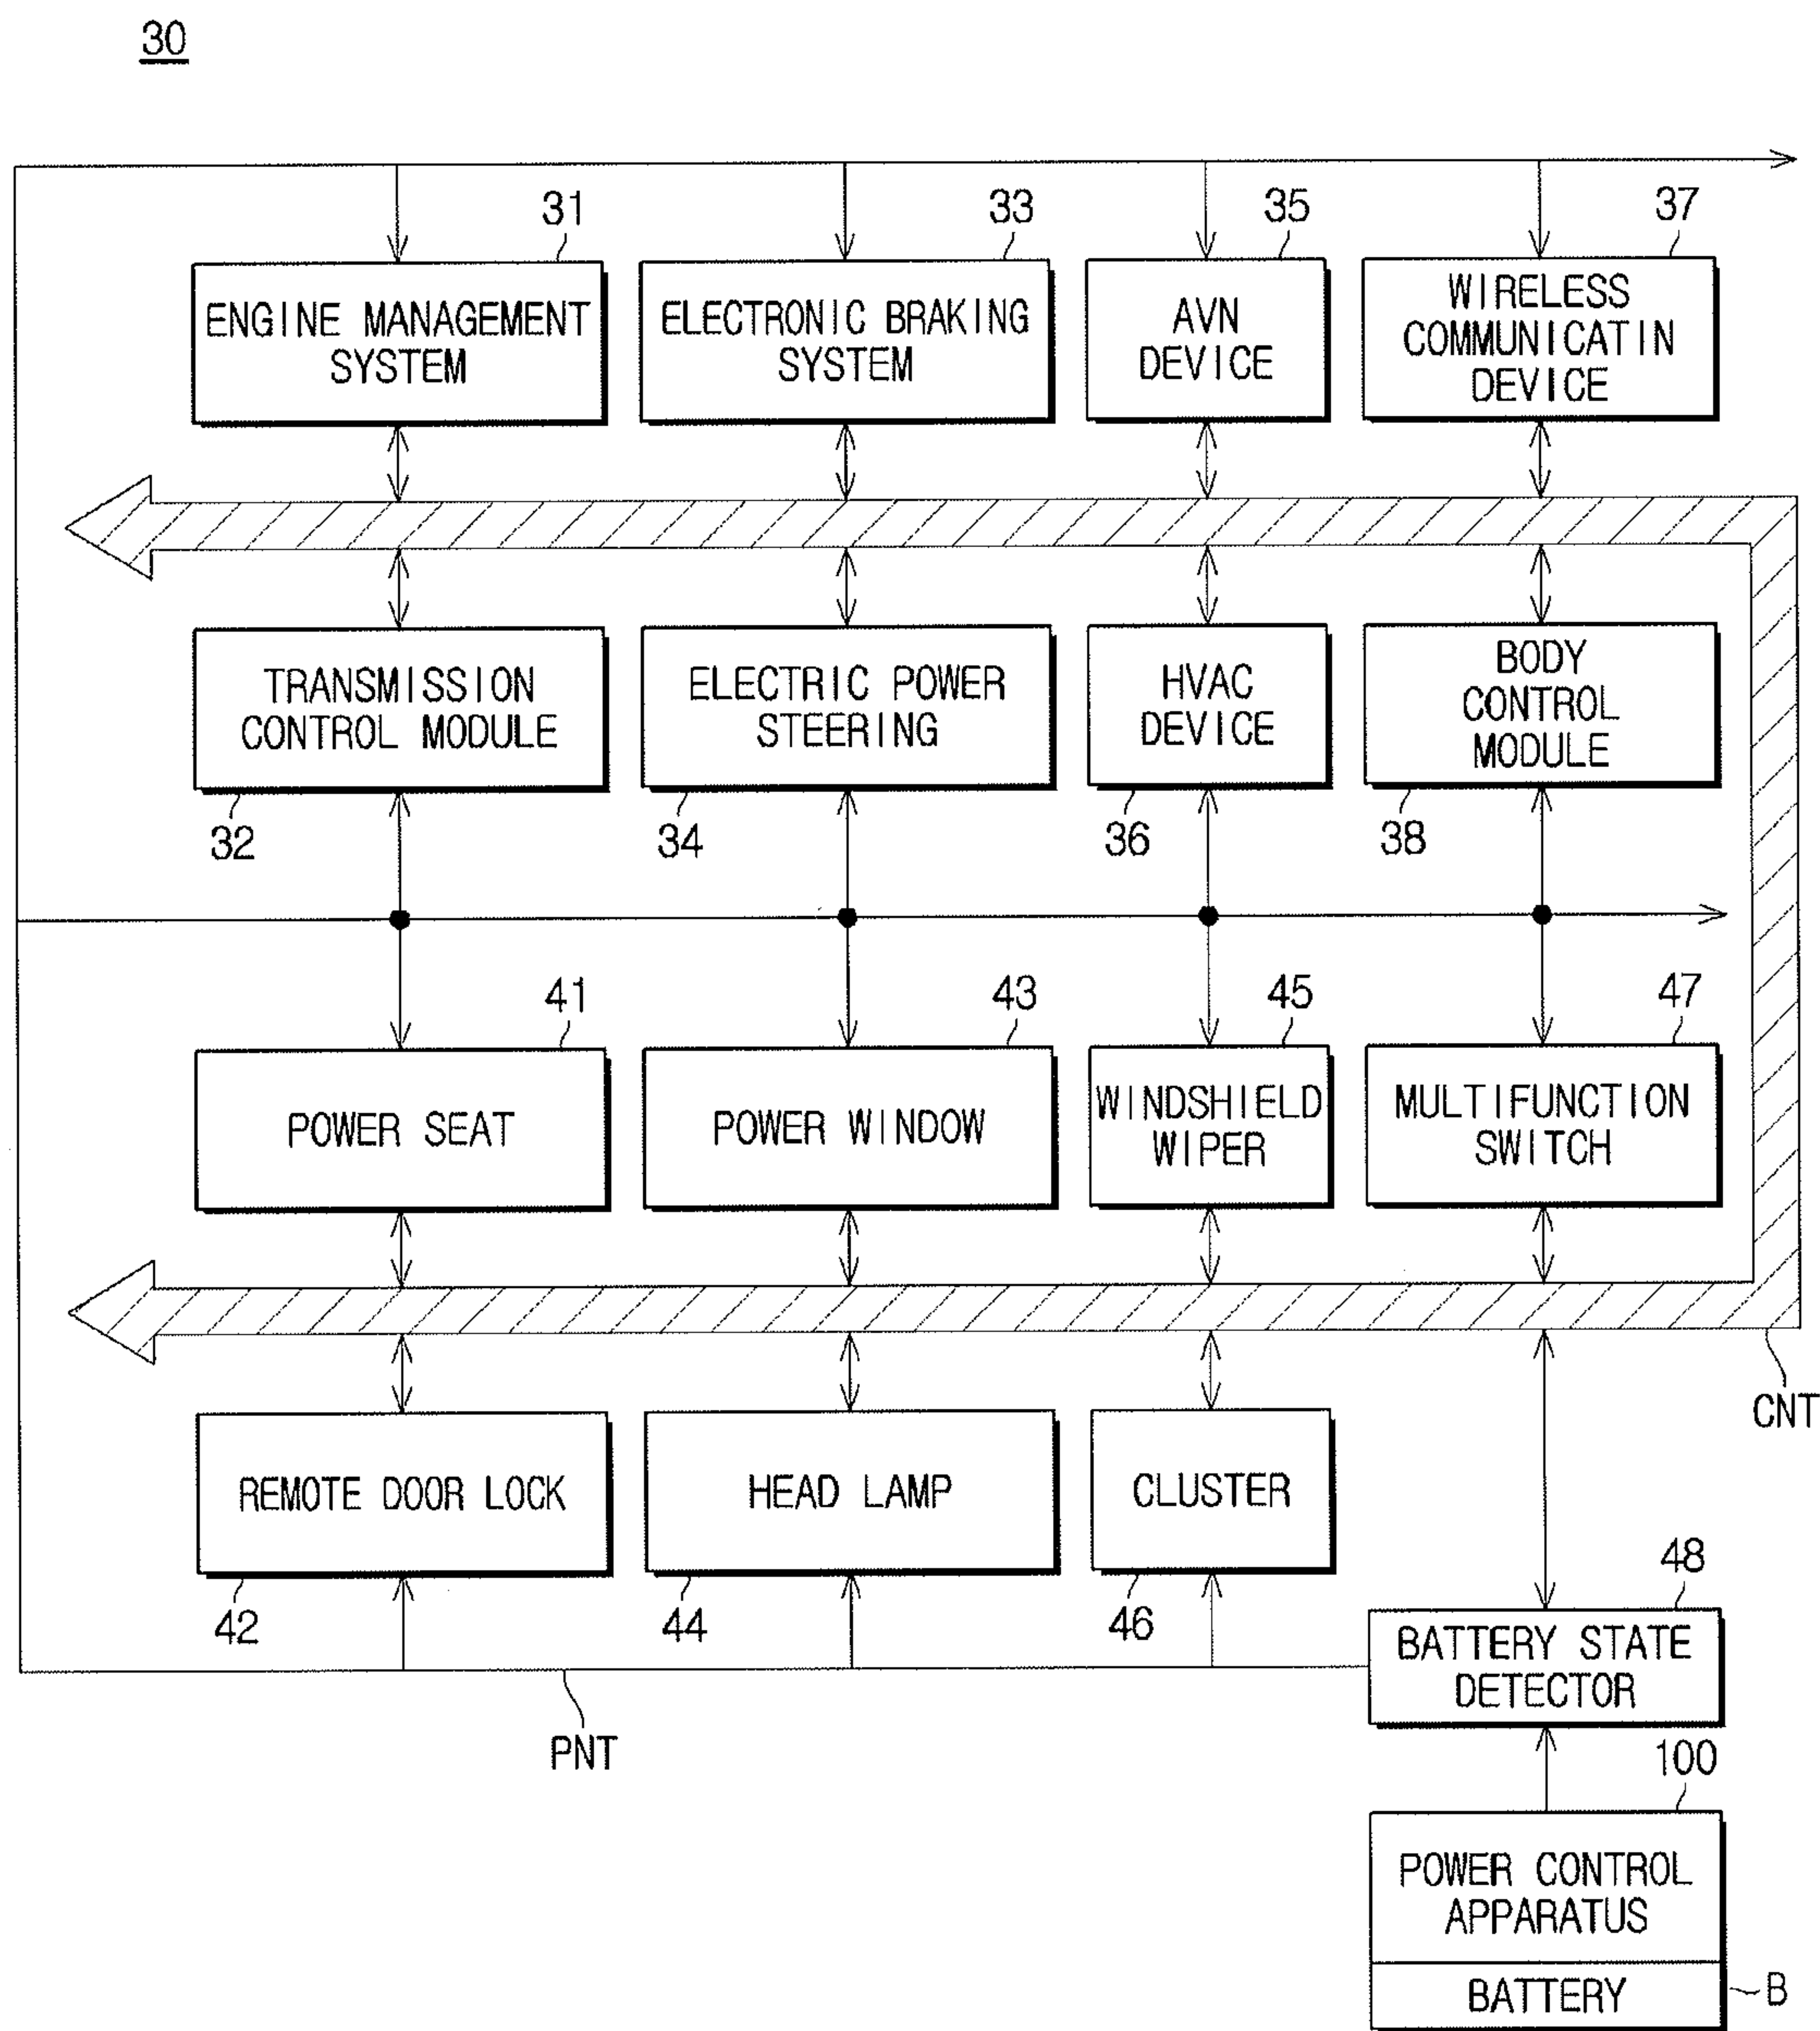 30
31
33
35
37
ENGINE MANAGEMENT
SYSTEM
ELECTRONIC BRAKING
SYSTEM
AVN
DEVICE
WIRELESS
COMMUNICATIN
DEVICE
TRANSMISSION
CONTROL MODULE
ELECTRIC POWER
STEERING
HVAC
DEVICE
BODY
CONTROL
MODULE
32
34
36
38
41
43
45
47
POWER SEAT
POWER WINDOW
WINDSHIELD
WIPER
MULTIFUNCTION
SWITCH
CNT
REMOTE DOOR LOCK
HEAD LAMP
CLUSTER
42
44
46
48
BATTERY STATE
DETECTOR
PNT
100
POWER CONTROL
APPARATUS
BATTERY
B